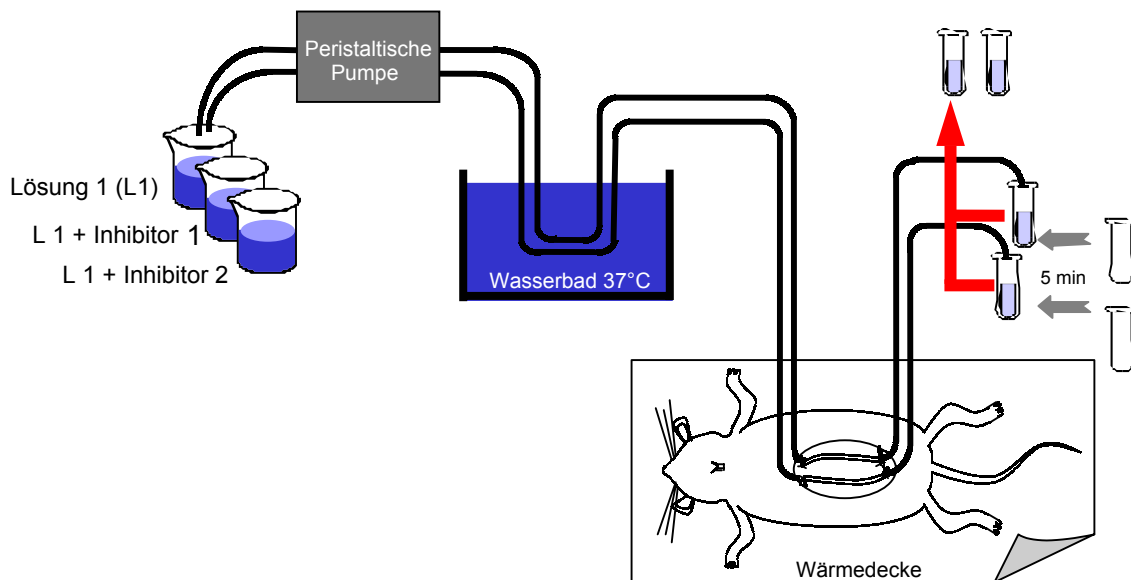 Peristaltische
Pumpe
Lösung 1 (L1)
L 1 + Inhibitor 1
L 1 + Inhibitor 2
Wasserbad 37°C
5 min
Wärmedecke